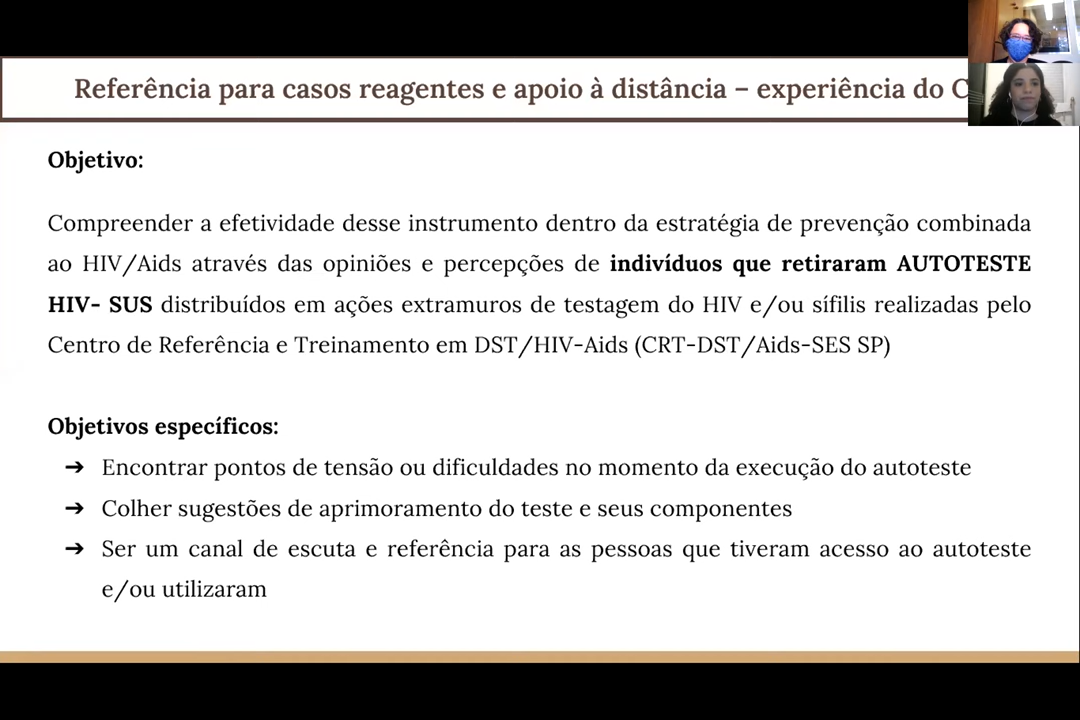 Referência para casos reagentes e apoio à distância – experiência do C
Objetivo:
Compreender a efetividade desse instrumento dentro da estratégia de prevenção combinada
ao HIV/Aids através das opiniões e percepções de indivíduos que retiraram AUTOTESTE
HIV- SUS distribuídos em ações extramuros de testagem do HIV e/ou sífilis realizadas pelo
Centro de Referência e Treinamento em DST/HIV-Aids (CRT-DST/Aids-SES SP)
Objetivos específicos:
➔ Encontrar pontos de tensão ou dificuldades no momento da execução do autoteste
➔ Colher sugestões de aprimoramento do teste e seus componentes
➔ Ser um canal de escuta e referência para as pessoas que tiveram acesso ao autoteste
e/ou utilizaram